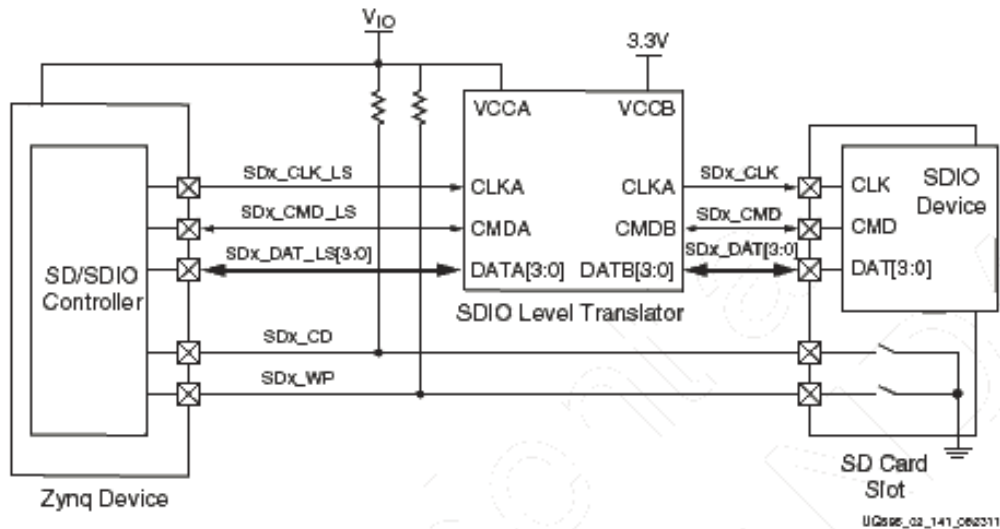 VIO
3.3V
VCCA
VCCB
SDx_CLK_LS
CLKA
CLKA
SDx_CLK
CLK
SDIO
Device
SDx_CMD_LS
CMDA
CMDB
SDx_CMD
CMD
SD/SDIO
Controller
SDx_DAT_LS[3:0]
DATA[3:0]
DATB[3:0]
SDx_DAT[3:0]
DAT[3:0]
SDIO Level Translator
SDx_CD
SDx_WP
Zynq Device
SD Card
Slot